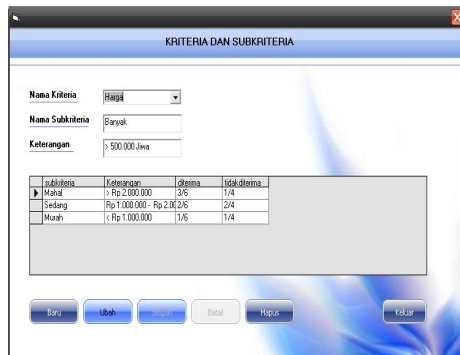 KRITERIA DAN SUBKRITERIA
Nama Kriteria Harga
Nama Subkriteria Banyak
Keterangan > 500.000 Jiwa
subkriteria Keterangan diterima tidakditerima
Mahal > Rp 2.000.000 3/6 1/4
Sedang Rp 1.000.000 - Rp 2.00 2/6 2/4
Murah < Rp 1.000.000 1/6 1/4
Baru Ubah Simpan Batal Hapus Keluar